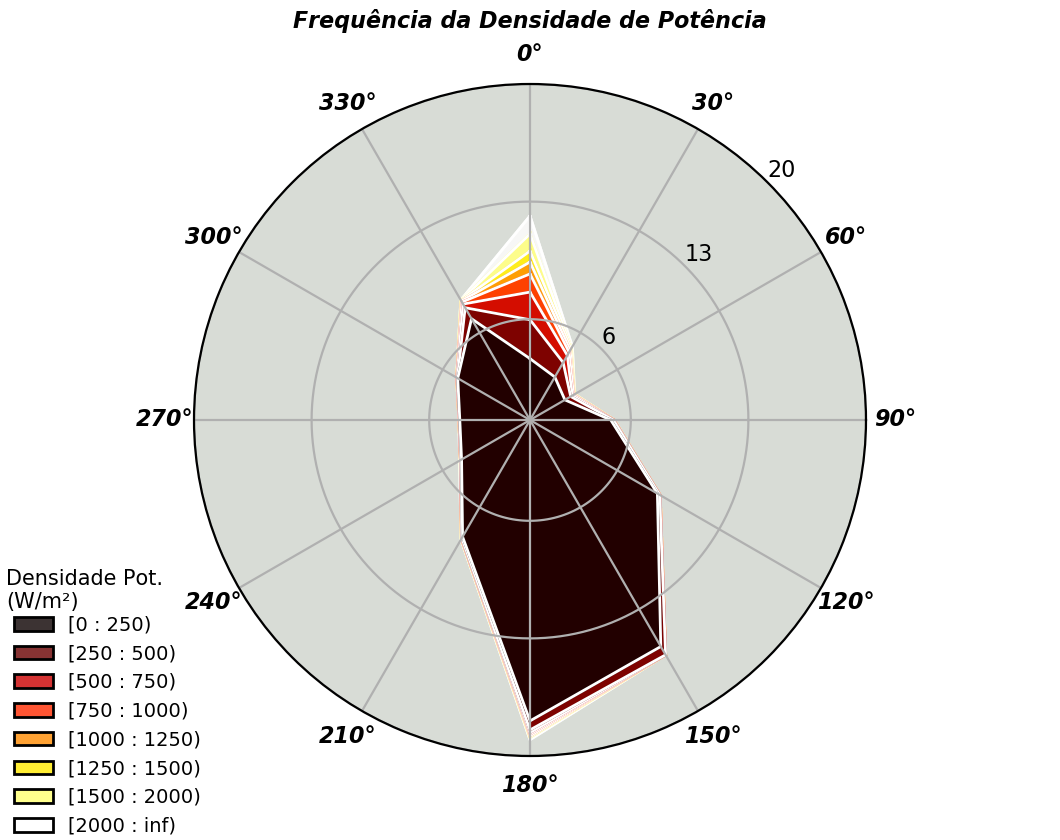 Frequência da Densidade de Potência
0°
330°
30°
20
300°
60°
13
6
270°
90°
240°
120°
210°
150°
180°
Densidade Pot.
(W/m²)
[0 : 250)
[250 : 500)
[500 : 750)
[750 : 1000)
[1000 : 1250)
[1250 : 1500)
[1500 : 2000)
[2000 : inf)